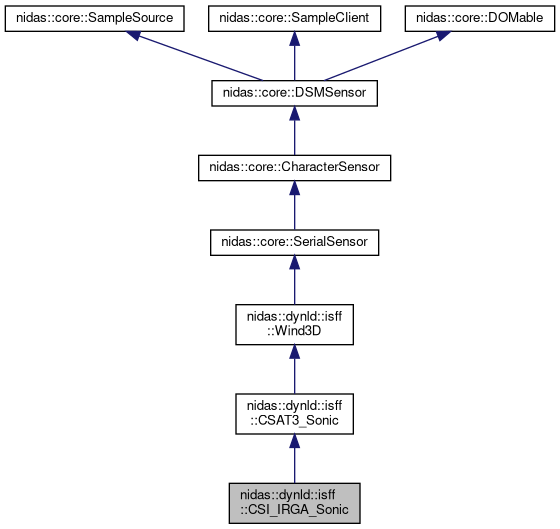 nidas::core::SampleSource
nidas::core::SampleClient
nidas::core::DOMable
nidas::core::DSMSensor
nidas::core::CharacterSensor
nidas::core::SerialSensor
nidas::dynld::isff
::Wind3D
nidas::dynld::isff
::CSAT3_Sonic
nidas::dynld::isff
::CSI_IRGA_Sonic